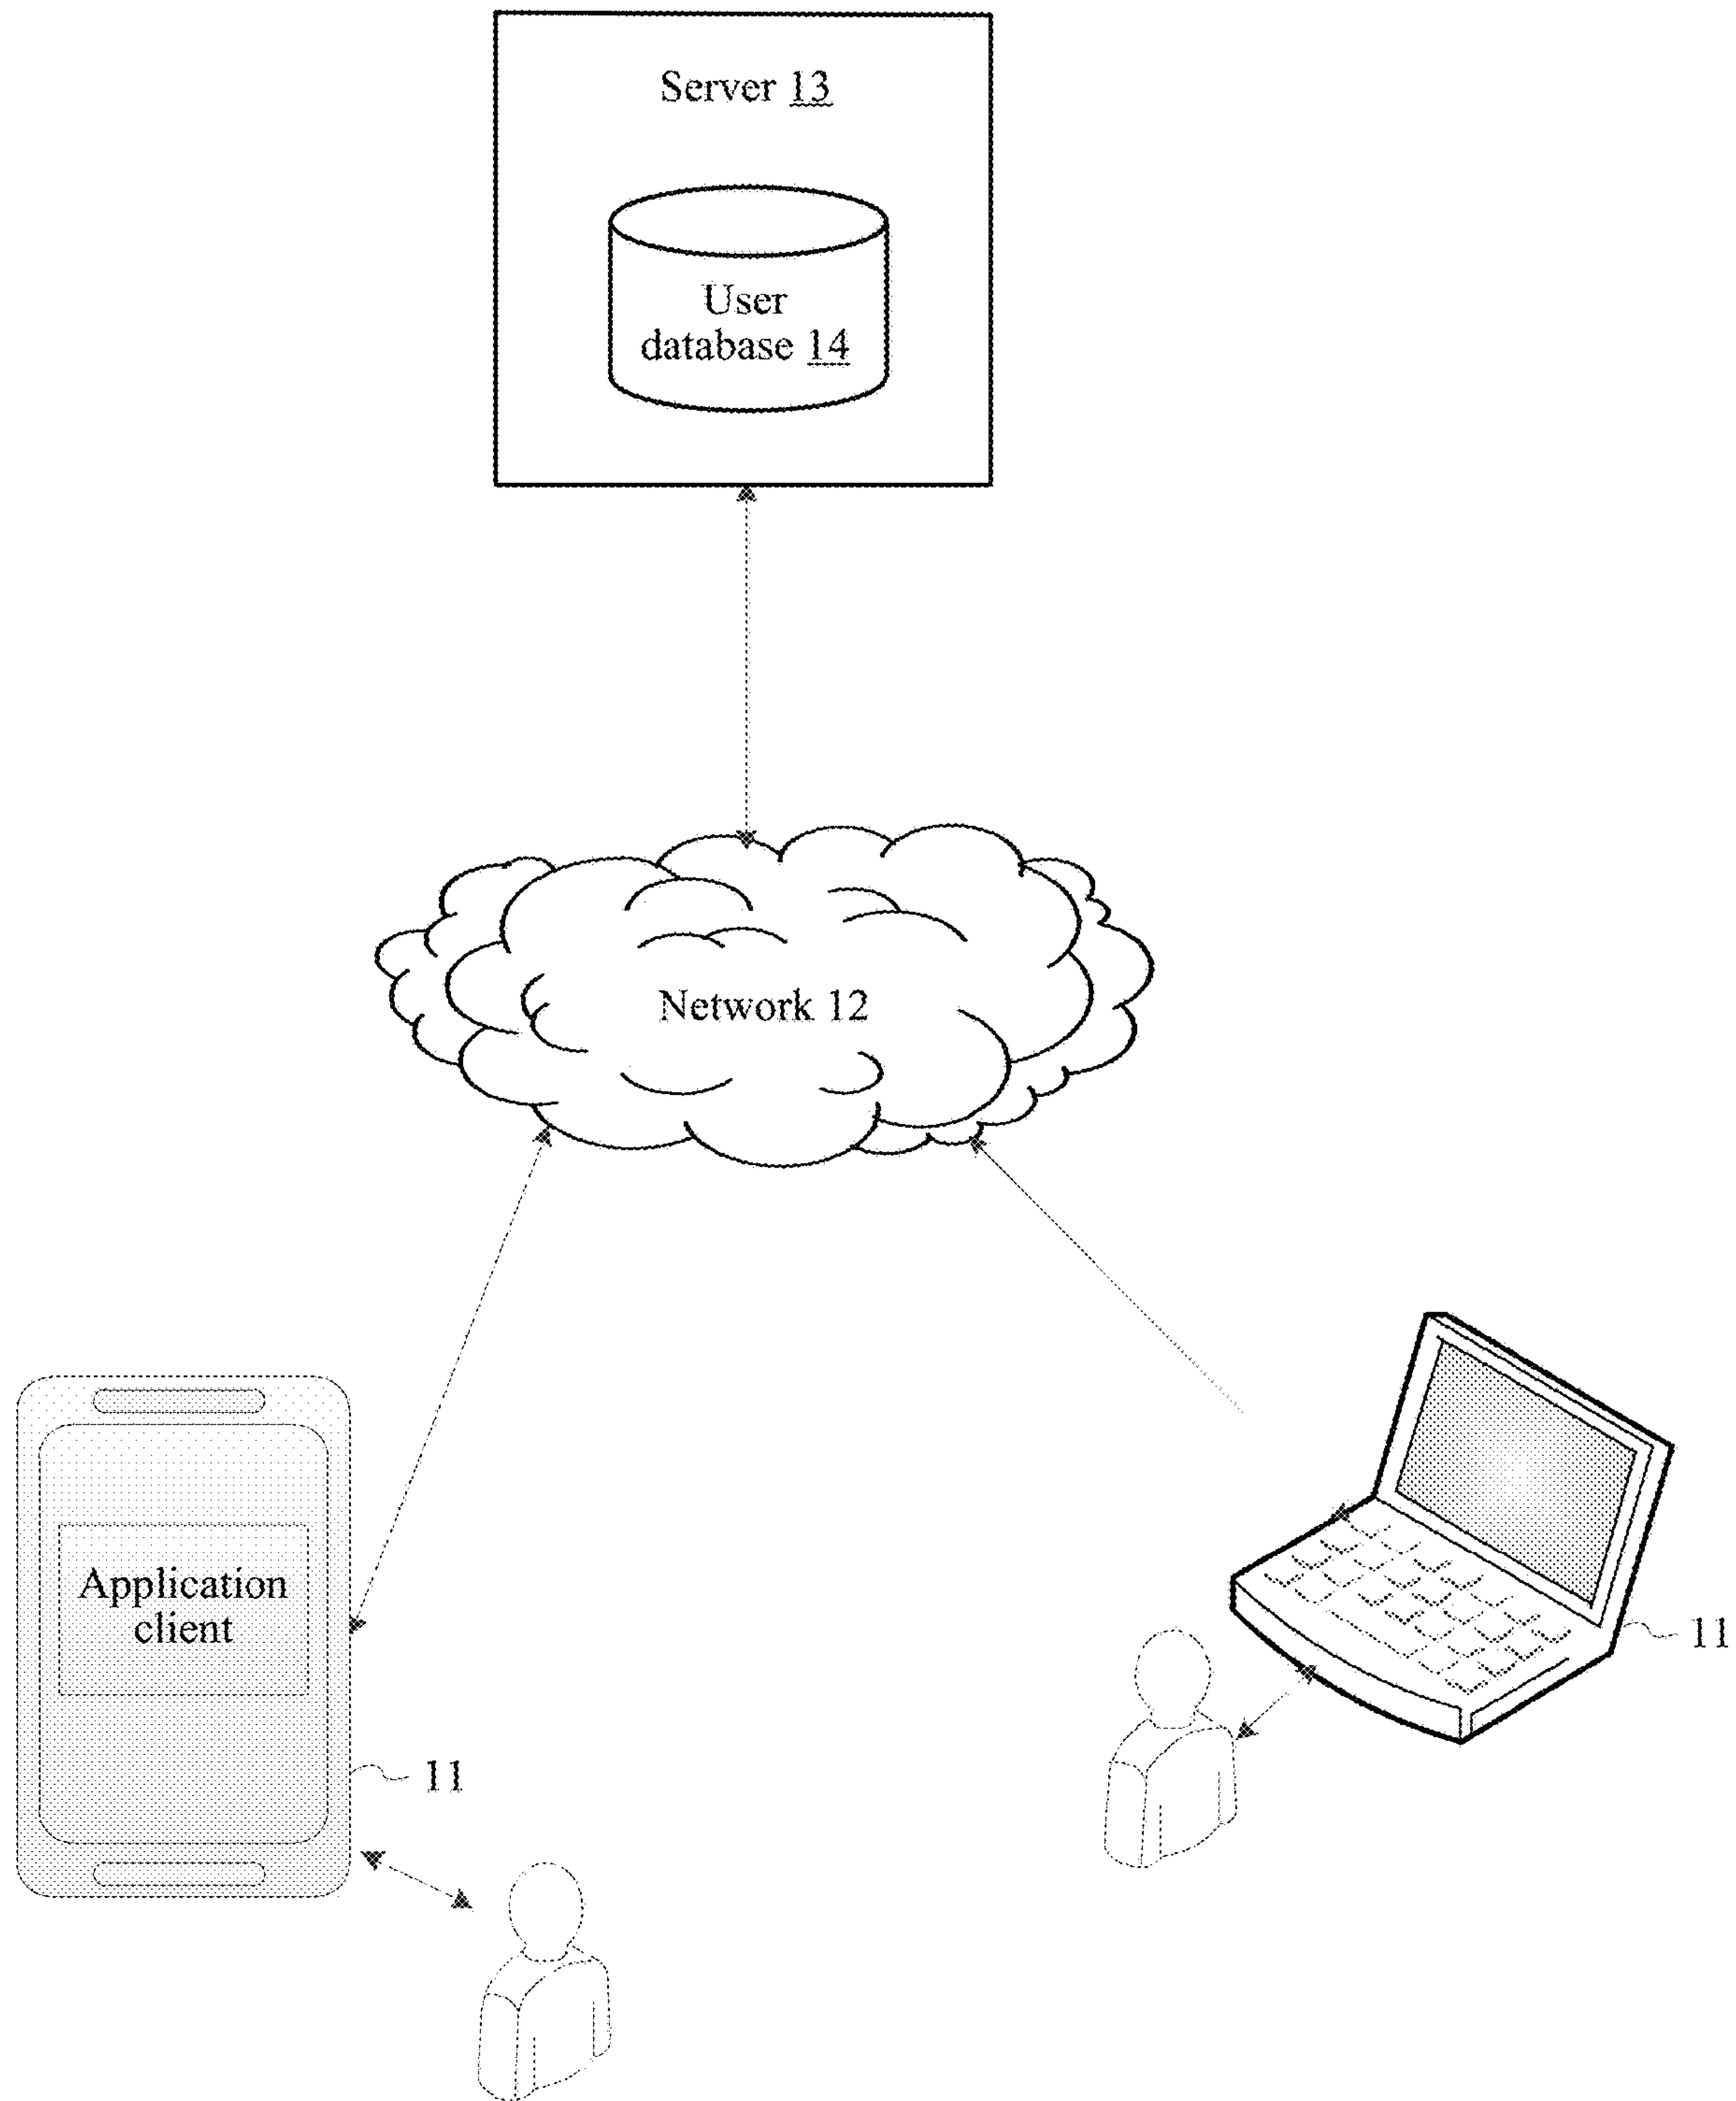 Server 13
User
database 14
Network 12
Application
client
11
11